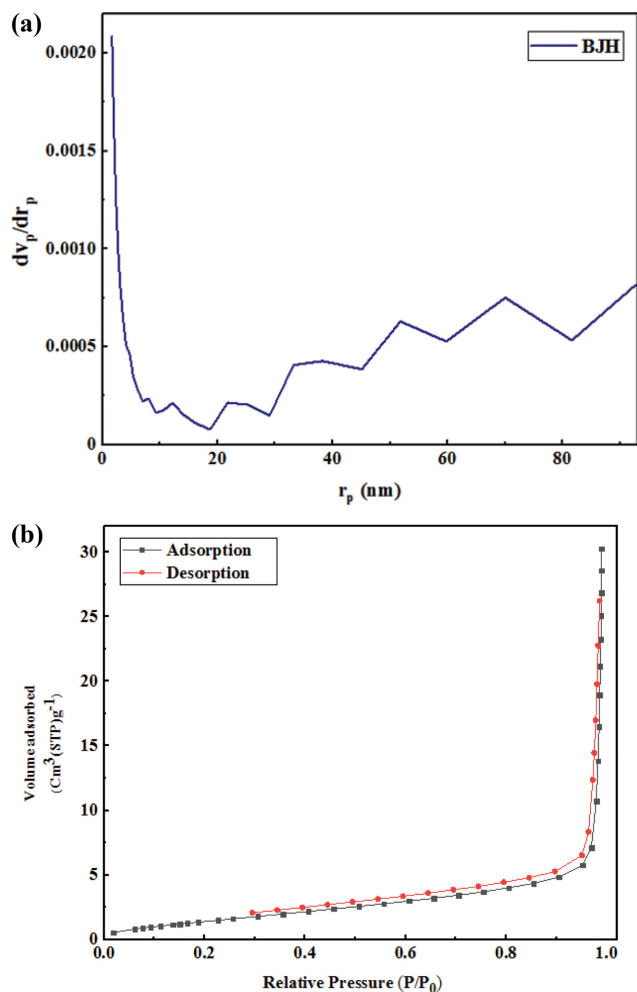 (a)
BJH
0.0020
0.0015
0.0010
0.0005
0
dvp/drp
0 20 40 60 80
rp (nm)
(b)
Adsorption
Desorption
30
25
20
15
10
5
0
Volume adsorbed
(Cm³(STP)g⁻¹)
0.0 0.2 0.4 0.6 0.8 1.0
Relative Pressure (P/P₀)